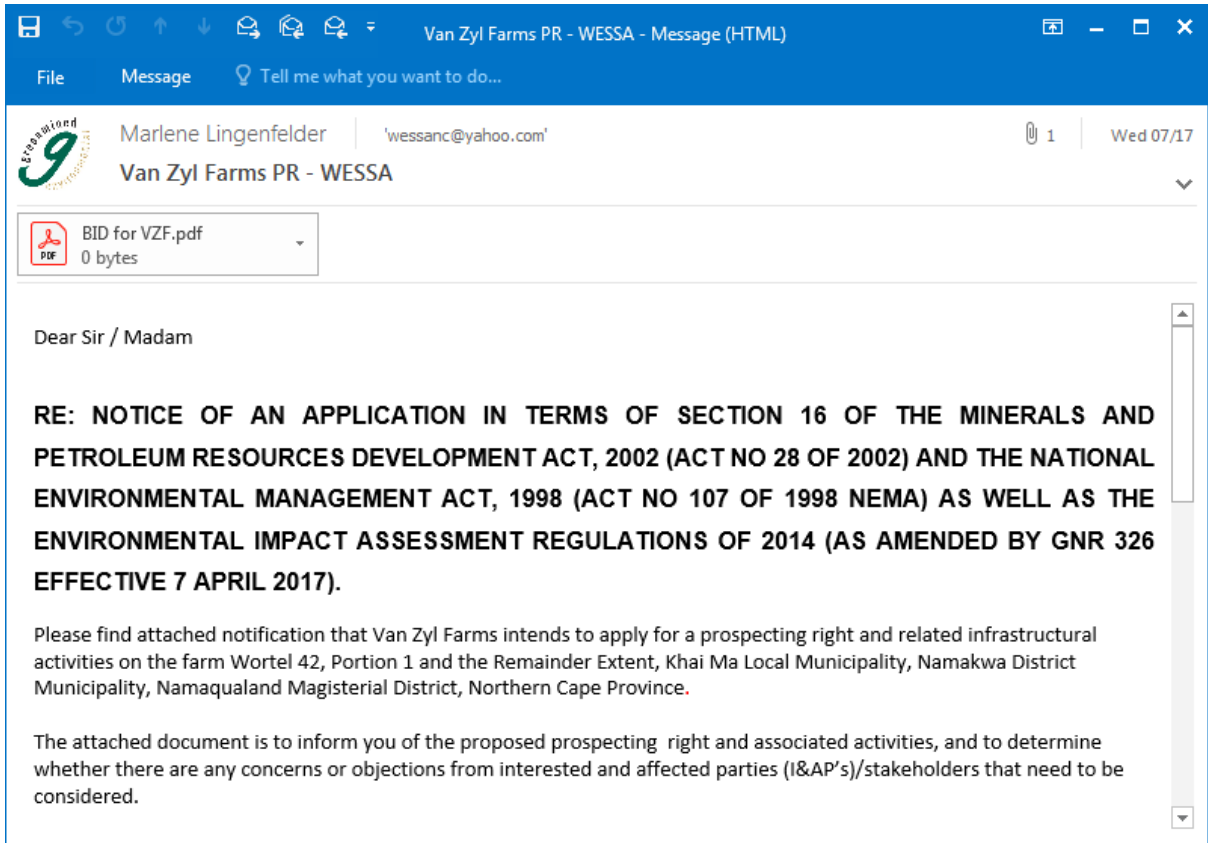 Van Zyl Farms PR - WESSA - Message (HTML)
File Message Tell me what you want to do...
Marlene Lingenfelder 'wessanc@yahoo.com' 1 Wed 07/17
Van Zyl Farms PR - WESSA
BID for VZF.pdf
PDF 0 bytes
Dear Sir / Madam
RE: NOTICE OF AN APPLICATION IN TERMS OF SECTION 16 OF THE MINERALS AND
PETROLEUM RESOURCES DEVELOPMENT ACT, 2002 (ACT NO 28 OF 2002) AND THE NATIONAL
ENVIRONMENTAL MANAGEMENT ACT, 1998 (ACT NO 107 OF 1998 NEMA) AS WELL AS THE
ENVIRONMENTAL IMPACT ASSESSMENT REGULATIONS OF 2014 (AS AMENDED BY GNR 326
EFFECTIVE 7 APRIL 2017).
Please find attached notification that Van Zyl Farms intends to apply for a prospecting right and related infrastructural
activities on the farm Wortel 42, Portion 1 and the Remainder Extent, Khai Ma Local Municipality, Namakwa District
Municipality, Namaqualand Magisterial District, Northern Cape Province.
The attached document is to inform you of the proposed prospecting right and associated activities, and to determine
whether there are any concerns or objections from interested and affected parties (I&AP's)/stakeholders that need to be
considered.